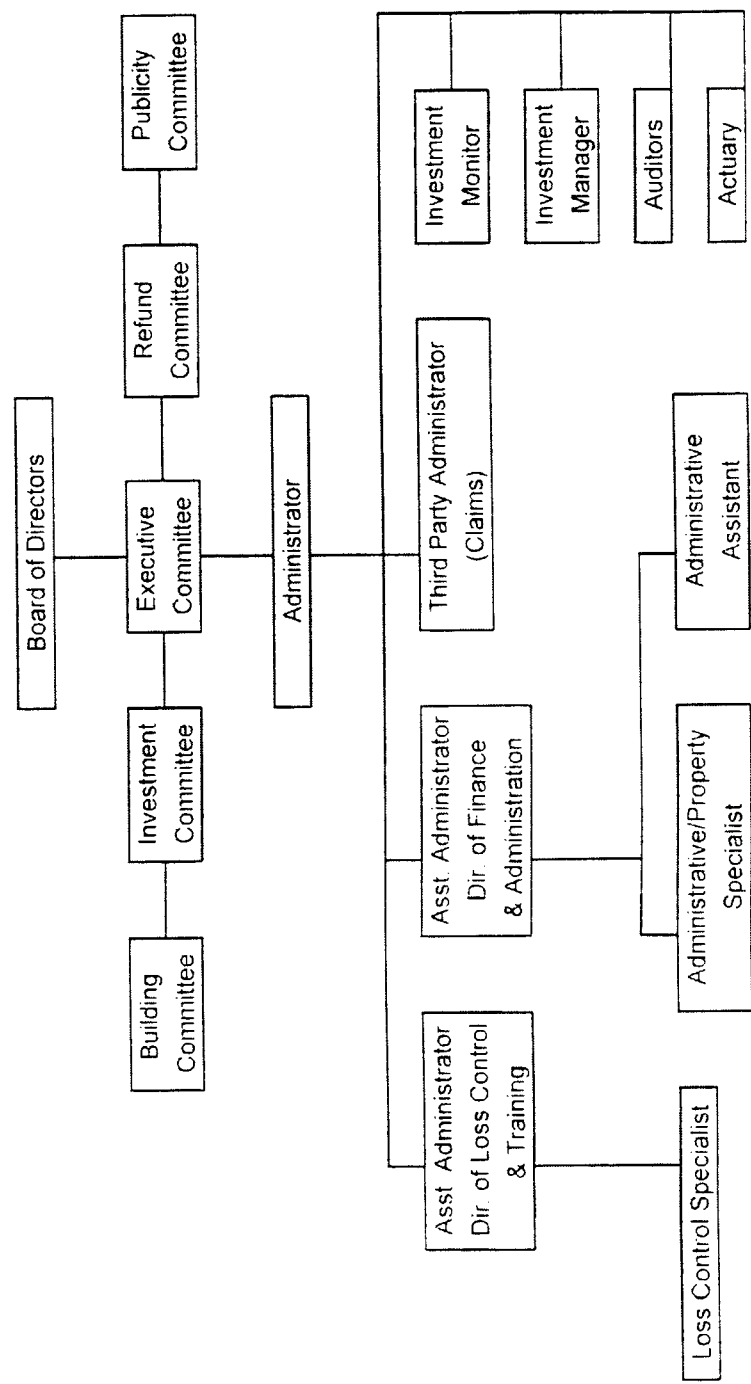 Board of Directors
Building
Committee
Investment
Committee
Executive
Committee
Refund
Committee
Publicity
Committee
Administrator
Asst Administrator
Dir. of Loss Control
& Training
Asst. Administrator
Dir. of Finance
& Administration
Third Party Administrator
(Claims)
Investment
Monitor
Investment
Manager
Auditors
Actuary
Loss Control Specialist
Administrative/Property
Specialist
Administrative
Assistant